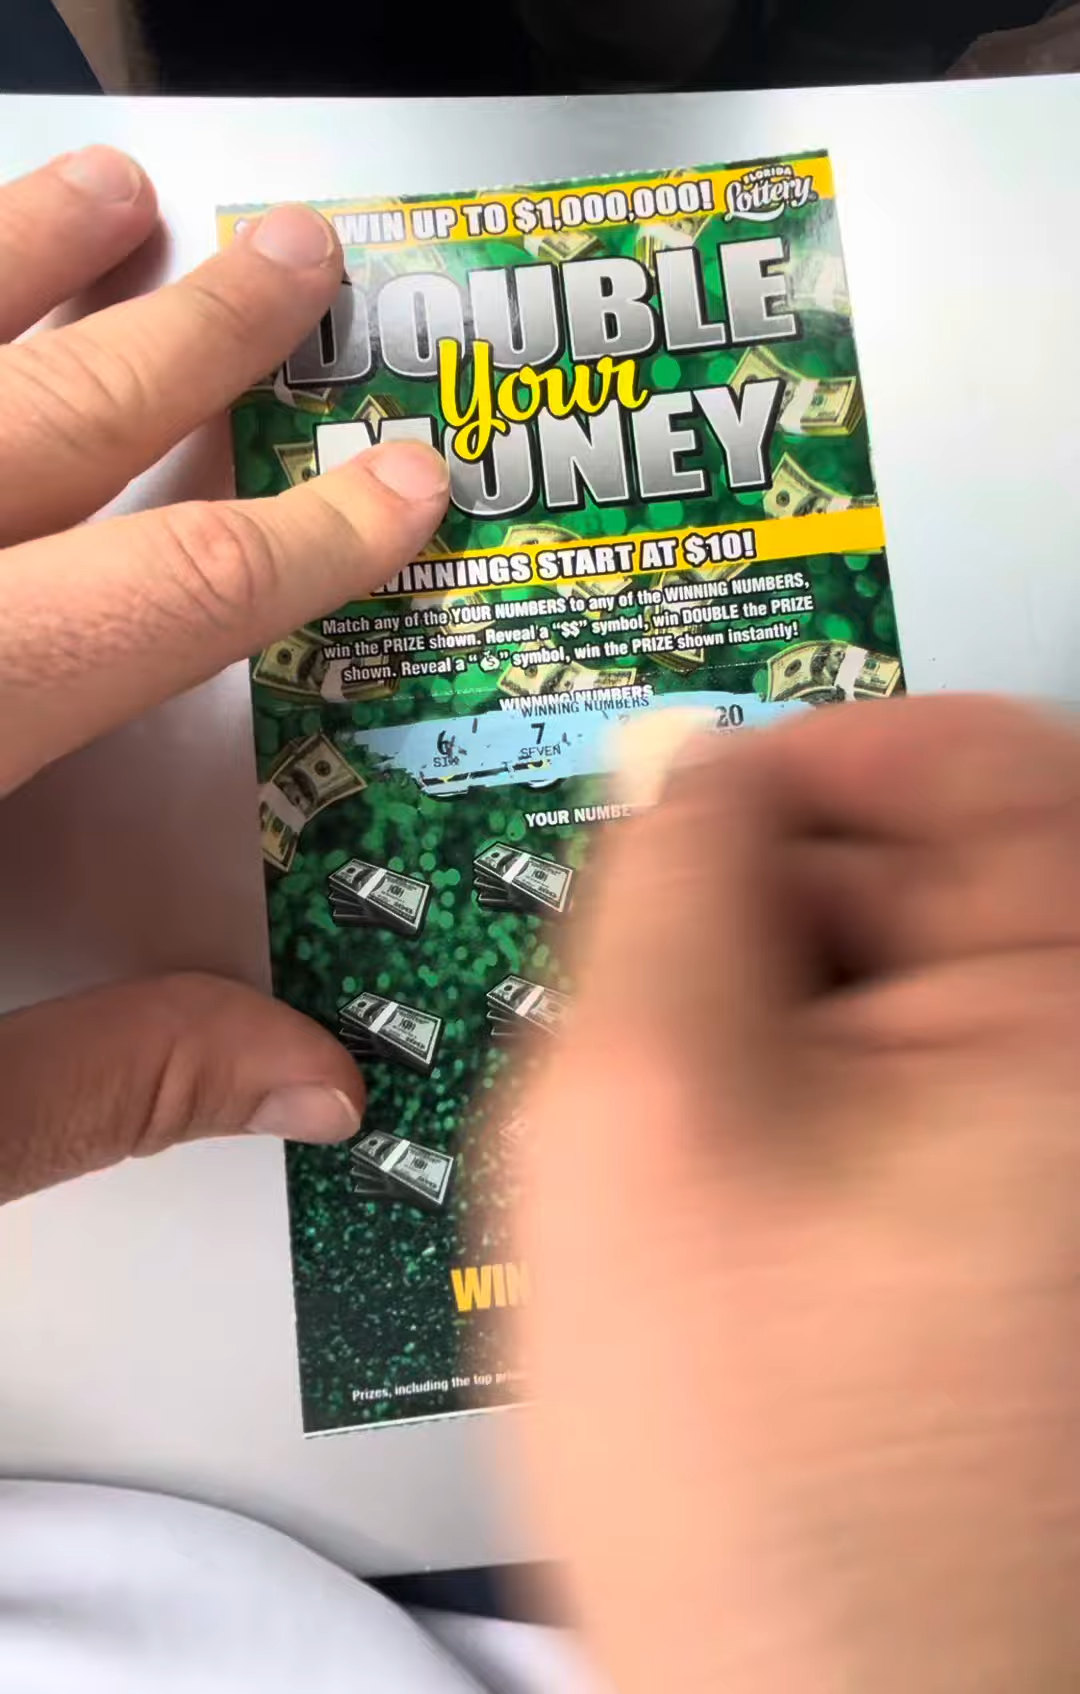 WIN UP TO $1,000,000!
FLORIDA
Lottery
DOUBLE
Your
MONEY
WINNINGS START AT $10!
Match any of the YOUR NUMBERS to any of the WINNING NUMBERS,
win the PRIZE shown. Reveal a "$$" symbol, win DOUBLE the PRIZE
shown. Reveal a " " symbol, win the PRIZE shown instantly!
WINNING NUMBERS
WINNING NUMBERS
6 7 20
SIX SEVEN
YOUR NUMBE
WIN
Prizes, including the top